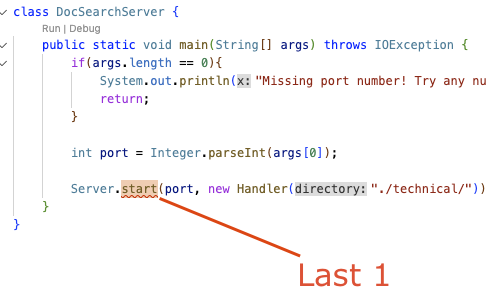 class DocSearchServer {
Run | Debug
public static void main(String[] args) throws IOException {
if(args.length == 0){
System.out.println(x: "Missing port number! Try any nu
return;
}
int port = Integer.parseInt(args[0]);
Server.start(port, new Handler(directory: "./technical/"))
}
}
Last 1